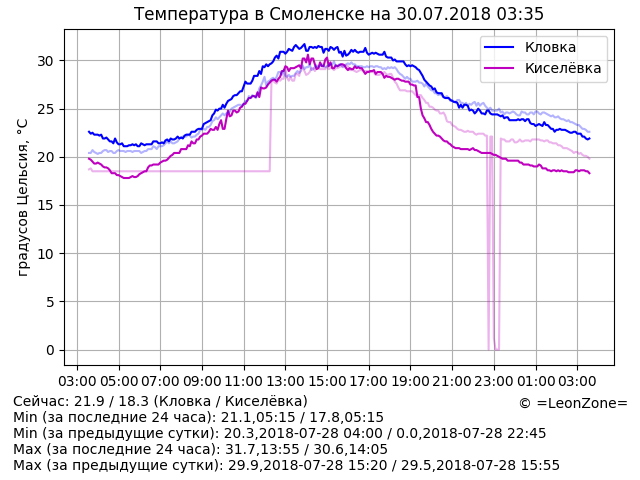 Температура в Смоленске на 30.07.2018 03:35
Кловка
Киселёвка
градусов Цельсия, °C
30
25
20
15
10
5
0
03:00 05:00 07:00 09:00 11:00 13:00 15:00 17:00 19:00 21:00 23:00 01:00 03:00
Сейчас: 21.9 / 18.3 (Кловка / Киселёвка)
© =LeonZone=
Min (за последние 24 часа): 21.1,05:15 / 17.8,05:15
Min (за предыдущие сутки): 20.3,2018-07-28 04:00 / 0.0,2018-07-28 22:45
Max (за последние 24 часа): 31.7,13:55 / 30.6,14:05
Max (за предыдущие сутки): 29.9,2018-07-28 15:20 / 29.5,2018-07-28 15:55